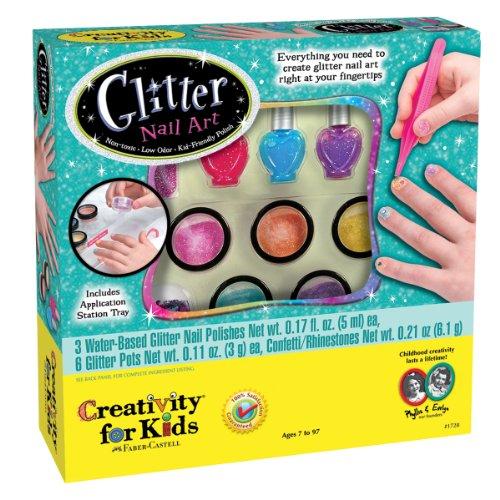 Glitter
Nail Art
Non-toxic • Low Odor • Kid-Friendly Polish
Everything you need to
create glitter nail art
right at your fingertips
Includes
Application
Station Tray
3 Water-Based Glitter Nail Polishes Net wt. 0.17 fl. oz. (5 ml) ea,
6 Glitter Pots Net wt. 0.11 oz. (3 g) ea, Confetti/Rhinestones Net wt. 0.21 oz (6.1 g)
SEE BACK PANEL FOR COMPLETE INGREDIENT LISTING.
Creativity
for Kids
FABER-CASTELL
100% Satisfaction
Guaranteed
Ages 7 to 97
Childhood creativity
lasts a lifetime!
Phyllis & Evelyn
our founders
#1728